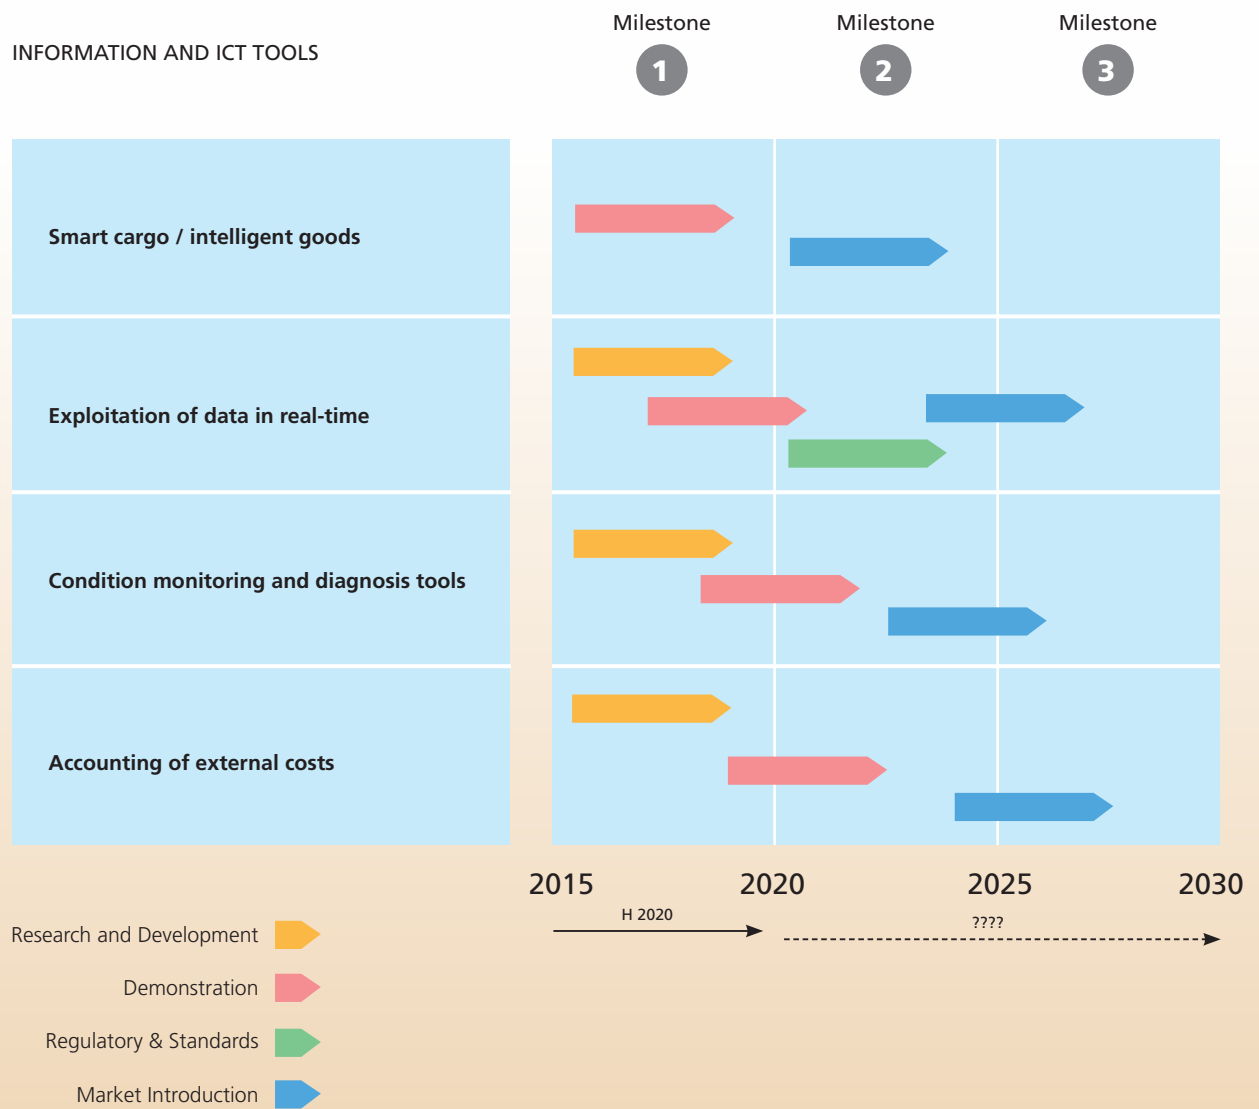 INFORMATION AND ICT TOOLS
Milestone Milestone Milestone
1 2 3
Smart cargo / intelligent goods
Exploitation of data in real-time
Condition monitoring and diagnosis tools
Accounting of external costs
2015 2020 2025 2030
H 2020 ????
Research and Development
Demonstration
Regulatory & Standards
Market Introduction